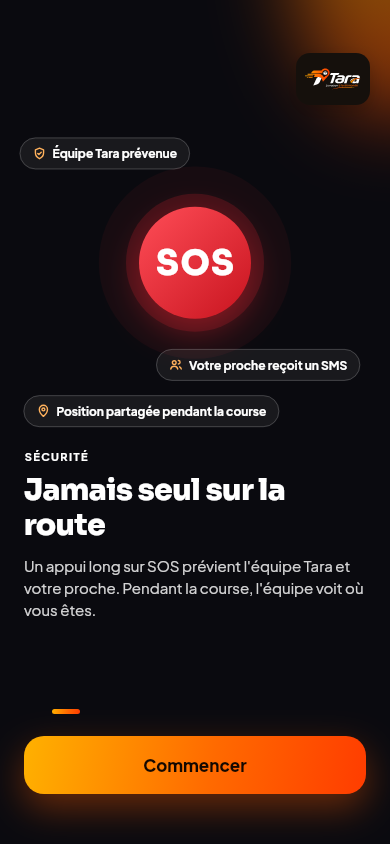 Tara
Équipe Tara prévenue
SOS
Votre proche reçoit un SMS
Position partagée pendant la course
SÉCURITÉ
Jamais seul sur la
route
Un appui long sur SOS prévient l'équipe Tara et
votre proche. Pendant la course, l'équipe voit où
vous êtes.
Commencer